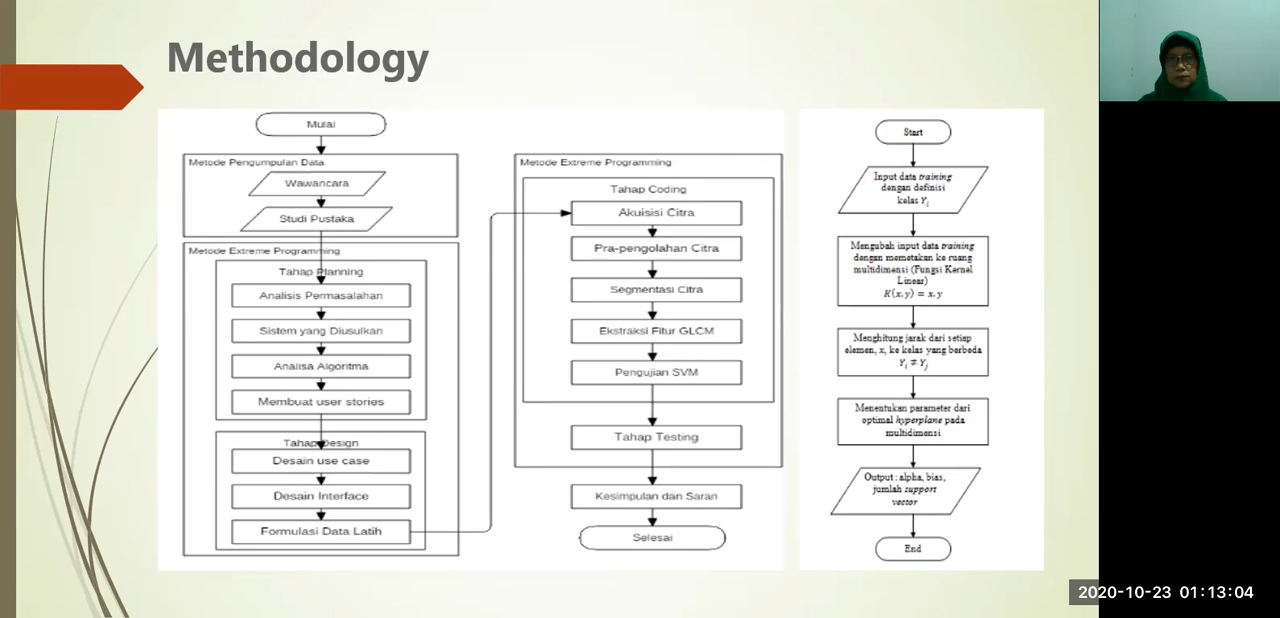 Methodology
Mulai
Metode Pengumpulan Data
Wawancara
Studi Pustaka
Metode Extreme Programming
Tahap Planning
Analisis Permasalahan
Sistem yang Diusulkan
Analisa Algoritma
Membuat user stories
Tahap Design
Desain use case
Desain Interface
Formulasi Data Latih
Metode Extreme Programming
Tahap Coding
Akuisisi Citra
Pra-pengolahan Citra
Segmentasi Citra
Ekstraksi Fitur GLCM
Pengujian SVM
Tahap Testing
Kesimpulan dan Saran
Selesai
Start
Input data training
dengan definisi
kelas Yᵢ
Mengubah input data training
dengan memetakan ke ruang
multidimensi (Fungsi Kernel
Linear)
K(x,y) = x,y
Menghitung jarak dari setiap
elemen, x, ke kelas yang berbeda
Yᵢ ≠ Yⱼ
Menentukan parameter dari
optimal hyperplane pada
multidimensi
Output : alpha, bias,
jumlah support
vector
End
2020-10-23 01:13:04